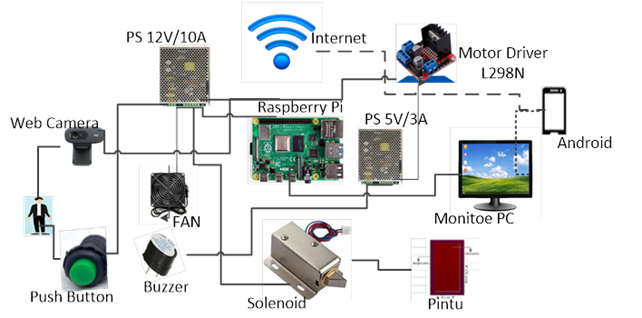 PS 12V/10A
Internet
Motor Driver
L298N
Raspberry Pi
PS 5V/3A
Web Camera
Android
FAN
Monitoe PC
Push Button
Buzzer
Solenoid
Pintu